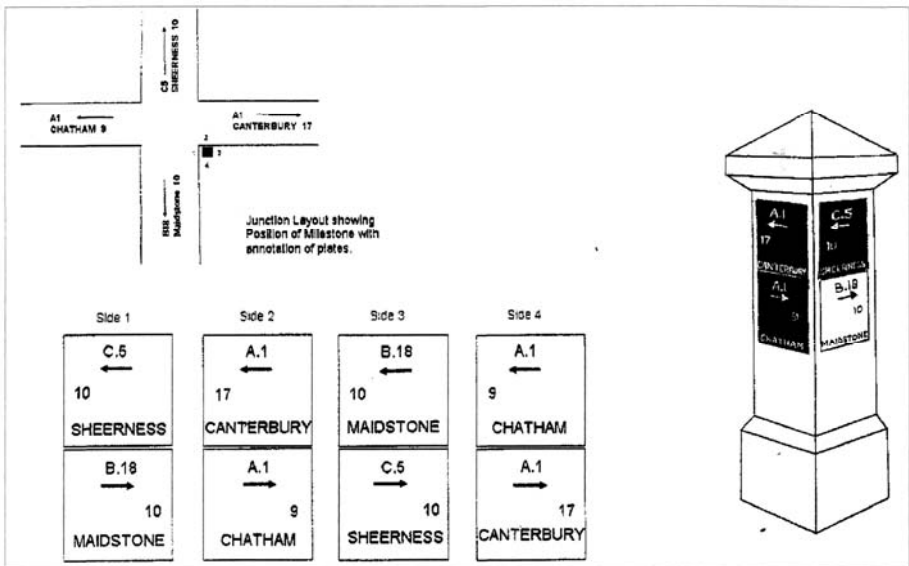 C5
SHEERNESS 10
A1
CHATHAM 9
A1
CANTERBURY 17
2
1
3
4
B18
Maidstone 10
Junction Layout showing
Position of Milestone with
annotation of plates.
Side 1
Side 2
Side 3
Side 4
C.5
10
SHEERNESS
A.1
17
CANTERBURY
B.18
10
MAIDSTONE
A.1
9
CHATHAM
B.18
10
MAIDSTONE
A.1
9
CHATHAM
C.5
10
SHEERNESS
A.1
17
CANTERBURY
A.1
17
CANTERBURY
C.5
10
SHEERNESS
A.1
9
CHATHAM
B.18
10
MAIDSTONE